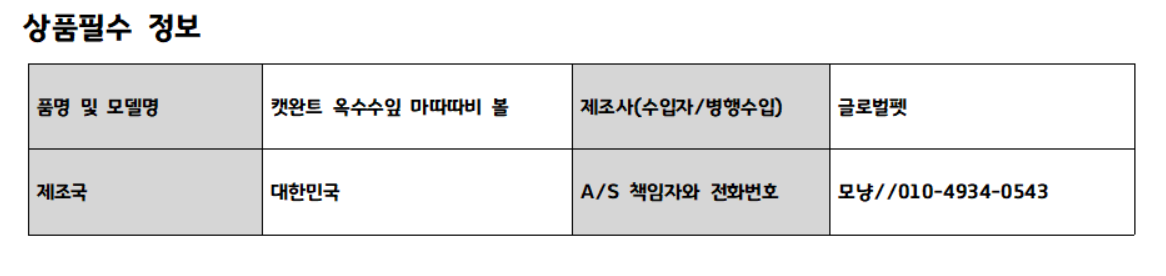 상품필수 정보
품명 및 모델명 캣완트 옥수수잎 마따따비 볼 제조사(수입자/병행수입) 글로벌펫
제조국 대한민국 A/S 책임자와 전화번호 모냥//010-4934-0543